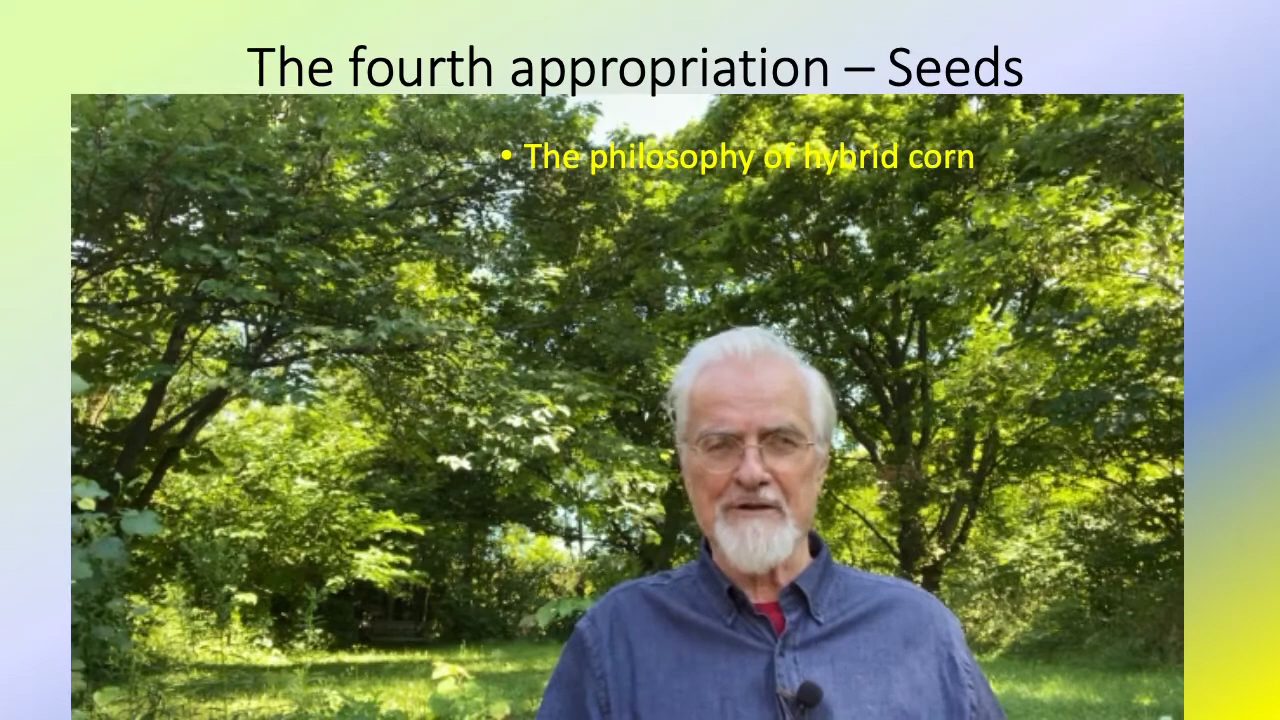 The fourth appropriation – Seeds
• The philosophy of hybrid corn